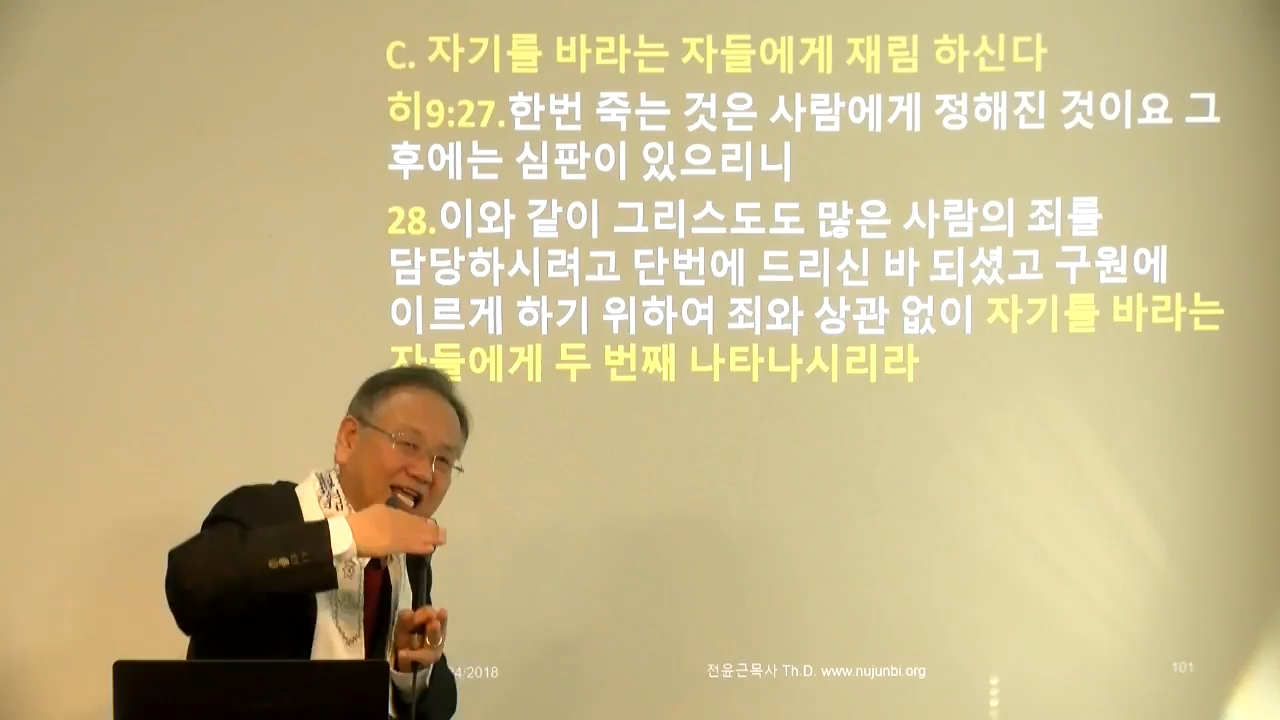 C. 자기를 바라는 자들에게 재림 하신다
히9:27.한번 죽는 것은 사람에게 정해진 것이요 그
후에는 심판이 있으리니
28.이와 같이 그리스도도 많은 사람의 죄를
담당하시려고 단번에 드리신 바 되셨고 구원에
이르게 하기 위하여 죄와 상관 없이 자기를 바라는
자들에게 두 번째 나타나시리라
4/2018
전윤근목사 Th.D. www.nujunbi.org
101